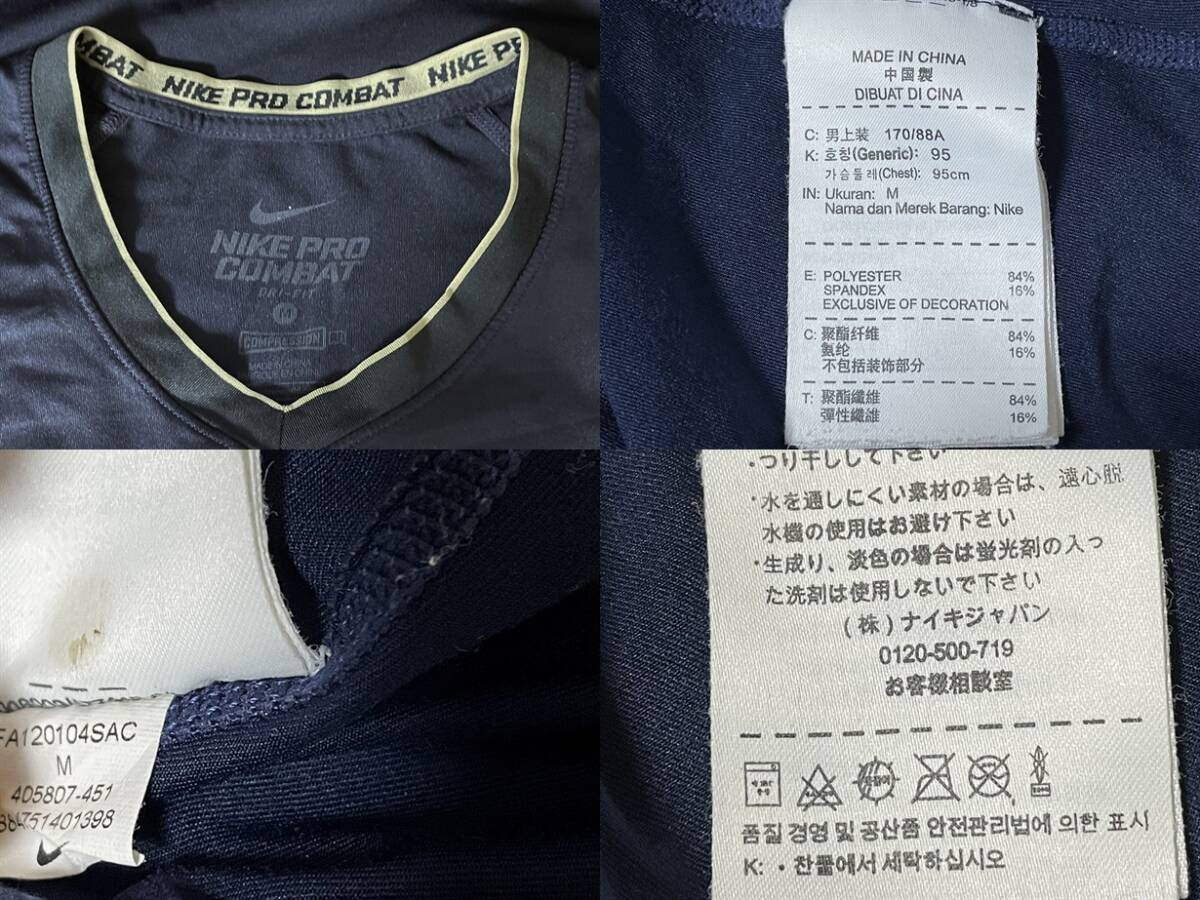 MBAT NIKE PRO COMBAT NIKE PR
NIKE PRO
COMBAT
DRI-FIT
M
COMPRESSION
MADE IN CHINA
MADE IN CHINA
中国製
DIBUAT DI CINA
C: 男上装 170/88A
K: 호칭(Generic): 95
가슴둘레(Chest): 95cm
IN: Ukuran: M
Nama dan Merek Barang: Nike
E: POLYESTER 84%
SPANDEX 16%
EXCLUSIVE OF DECORATION
C: 聚酯纤维 84%
氨纶 16%
不包括装饰部分
T: 聚酯纖維 84%
彈性纖維 16%
FA120104SAC
M
405807-451
751401398
・つり干しして下さい
・水を通しにくい素材の場合は、遠心脱
水機の使用はお避け下さい
・生成り、淡色の場合は蛍光剤の入っ
た洗剤は使用しないで下さい
(株)ナイキジャパン
0120-500-719
お客様相談室
품질 경영 및 공산품 안전관리법에 의한 표시
K: ・찬물에서 세탁하십시오